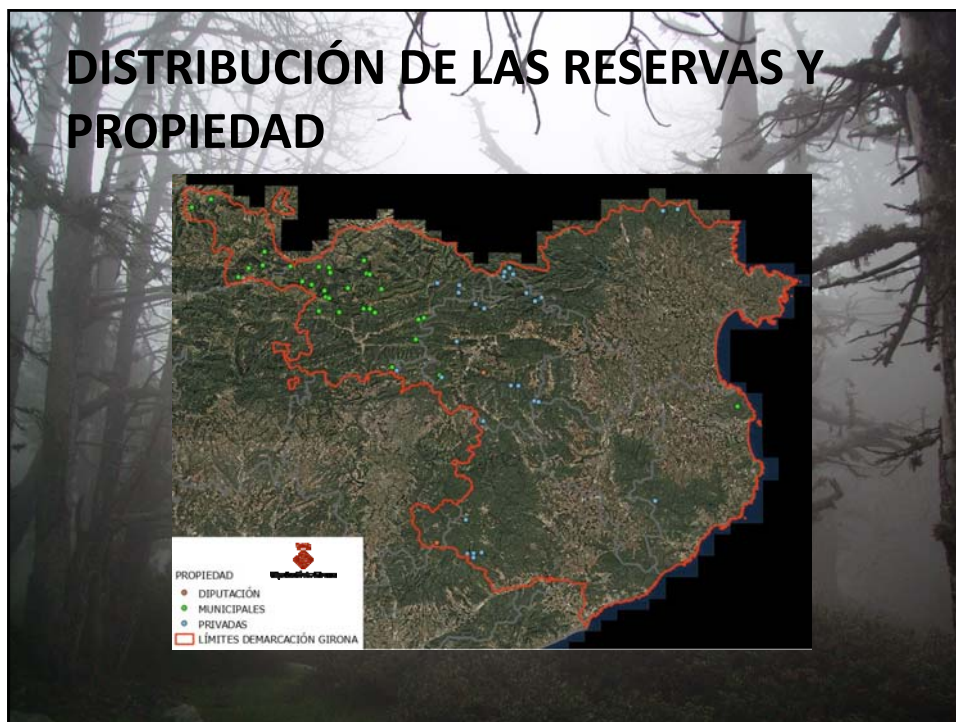 DISTRIBUCIÓN DE LAS RESERVAS Y
PROPIEDAD
PROPIEDAD
DIPUTACIÓN
MUNICIPALES
PRIVADAS
LÍMITES DEMARCACIÓN GIRONA